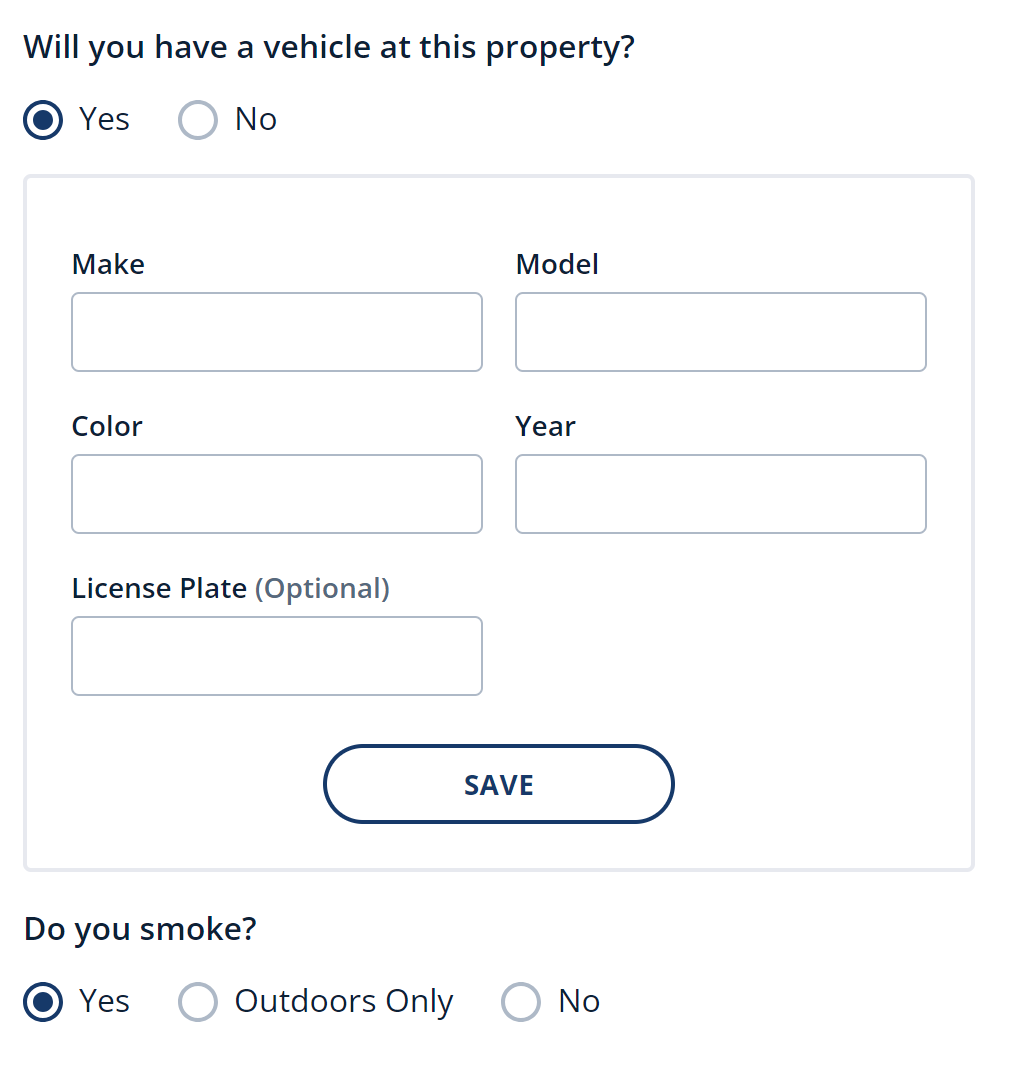 Will you have a vehicle at this property?
Yes No
Make Model
Color Year
License Plate (Optional)
SAVE
Do you smoke?
Yes Outdoors Only No